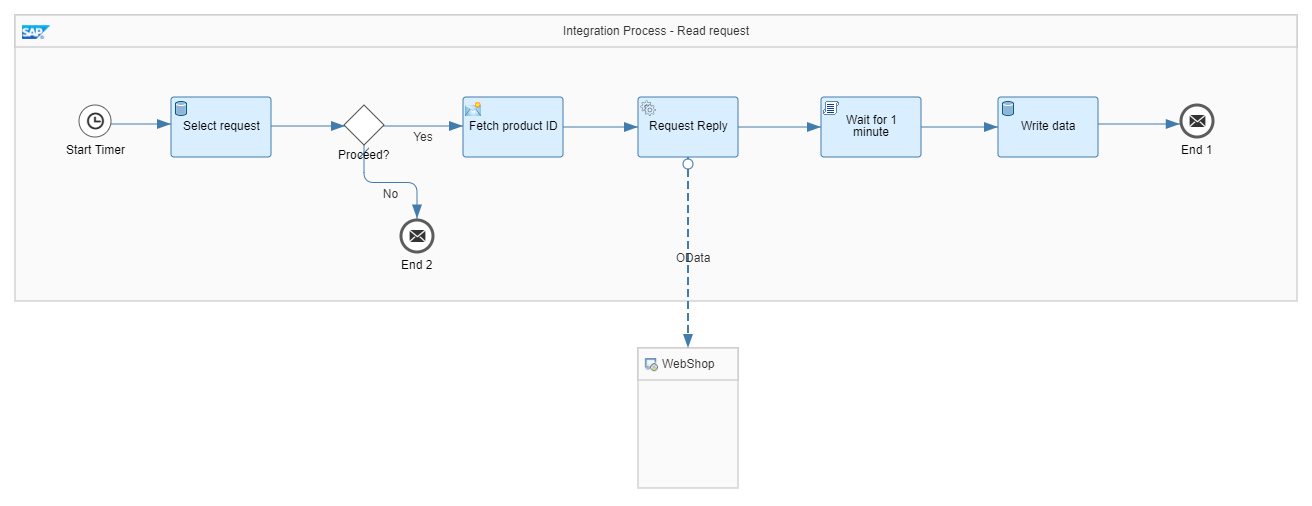 SAP
Integration Process - Read request
Start Timer
Select request
Proceed?
Yes
No
End 2
Fetch product ID
Request Reply
OData
WebShop
Wait for 1
minute
Write data
End 1